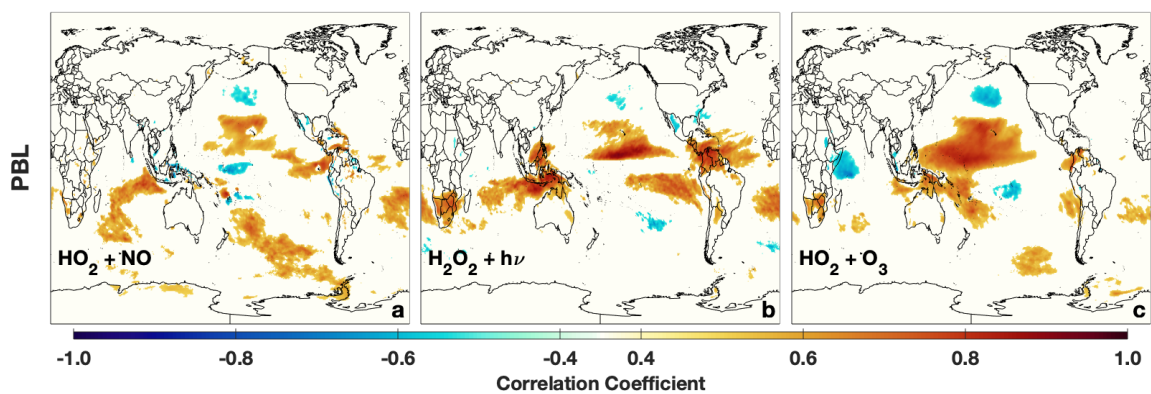 PBL
HO2 + NO
a
H2O2 + hν
b
HO2 + O3
c
-1.0 -0.8 -0.6 -0.4 0.4 0.6 0.8 1.0
Correlation Coefficient